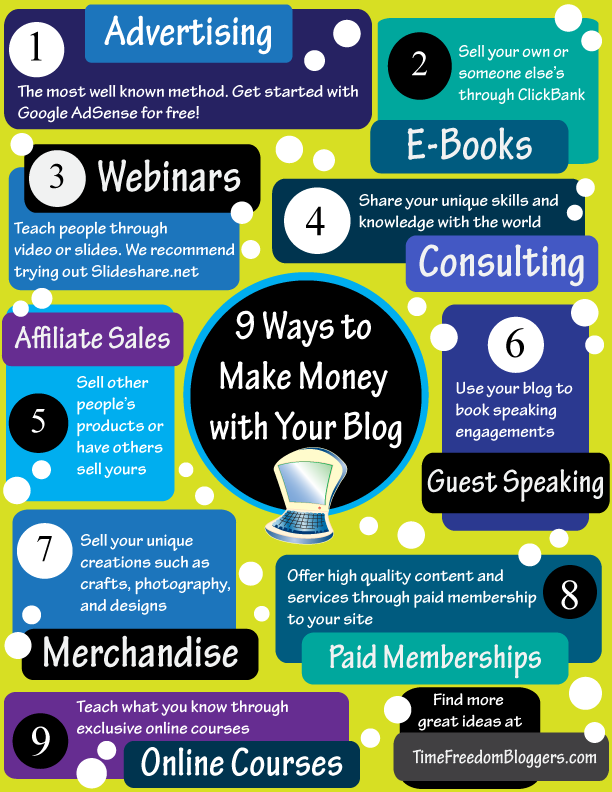 1
Advertising
The most well known method. Get started with
Google AdSense for free!
2
Sell your own or
someone else's
through ClickBank
E-Books
3
Webinars
Teach people through
video or slides. We recommend
trying out Slideshare.net
4
Share your unique skills and
knowledge with the world
Consulting
9 Ways to
Make Money
with Your Blog
Affiliate Sales
5
Sell other
people's
products or
have others
sell yours
6
Use your blog to
book speaking
engagements
Guest Speaking
7
Sell your unique
creations such as
crafts, photography,
and designs
Merchandise
8
Offer high quality content and
services through paid membership
to your site
Paid Memberships
9
Teach what you know through
exclusive online courses
Online Courses
Find more
great ideas at
TimeFreedomBloggers.com